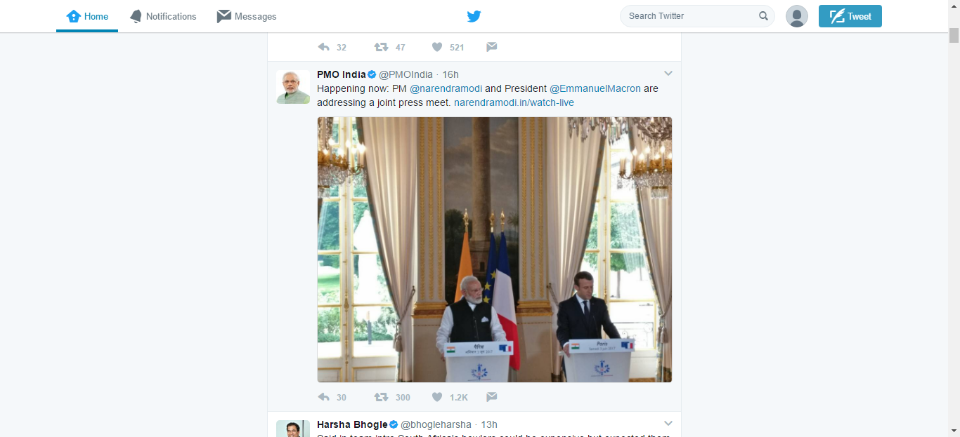 Home
Notifications
Messages
Search Twitter
Tweet
32
47
521
PMO India @PMOIndia · 16h
Happening now: PM @narendramodi and President @EmmanuelMacron are
addressing a joint press meet. narendramodi.in/watch-live
30
300
1.2K
Harsha Bhogle @bhogleharsha · 13h